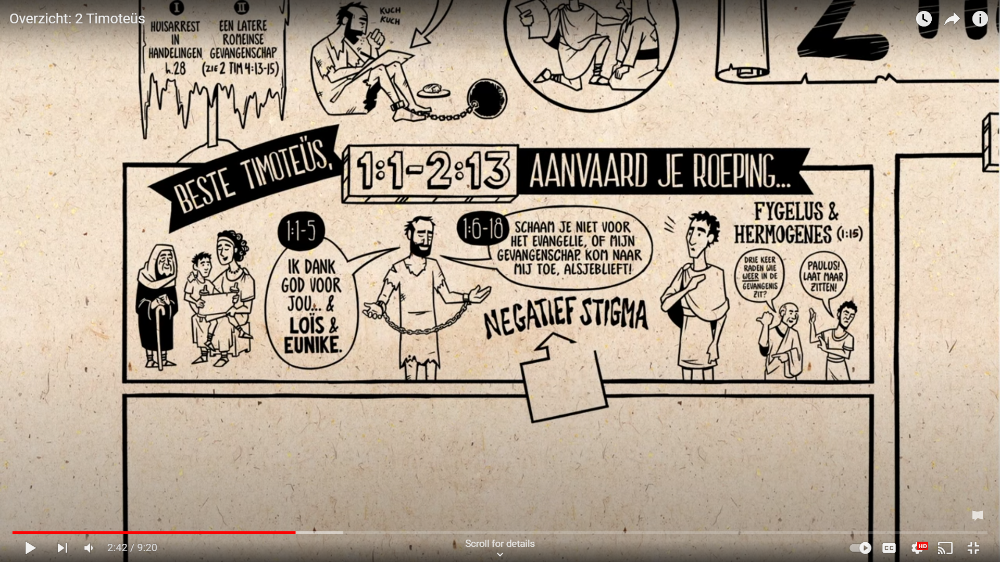 Overzicht: 2 Timoteüs
I
HUISARREST
IN
HANDELINGEN
h.28
II
EEN LATERE
ROMEINSE
GEVANGENSCHAP
(ZIE 2 TIM 4:13-15)
KUCH
KUCH
BESTE TIMOTEÜS,
1:1-2:13
AANVAARD JE ROEPING...
1:1-5
IK DANK
GOD VOOR
JOU... &
LOÏS &
EUNIKE.
1:6-18
SCHAAM JE NIET VOOR
HET EVANGELIE, OF MIJN
GEVANGENSCHAP. KOM NAAR
MIJ TOE, ALSJEBLIEFT!
NEGATIEF STIGMA
FYGELUS &
HERMOGENES (1:15)
DRIE KEER
RADEN WIE
WEER IN DE
GEVANGENIS
ZIT?
PAULUS!
LAAT MAAR
ZITTEN!
2:42 / 9:20
Scroll for details
CC
HD